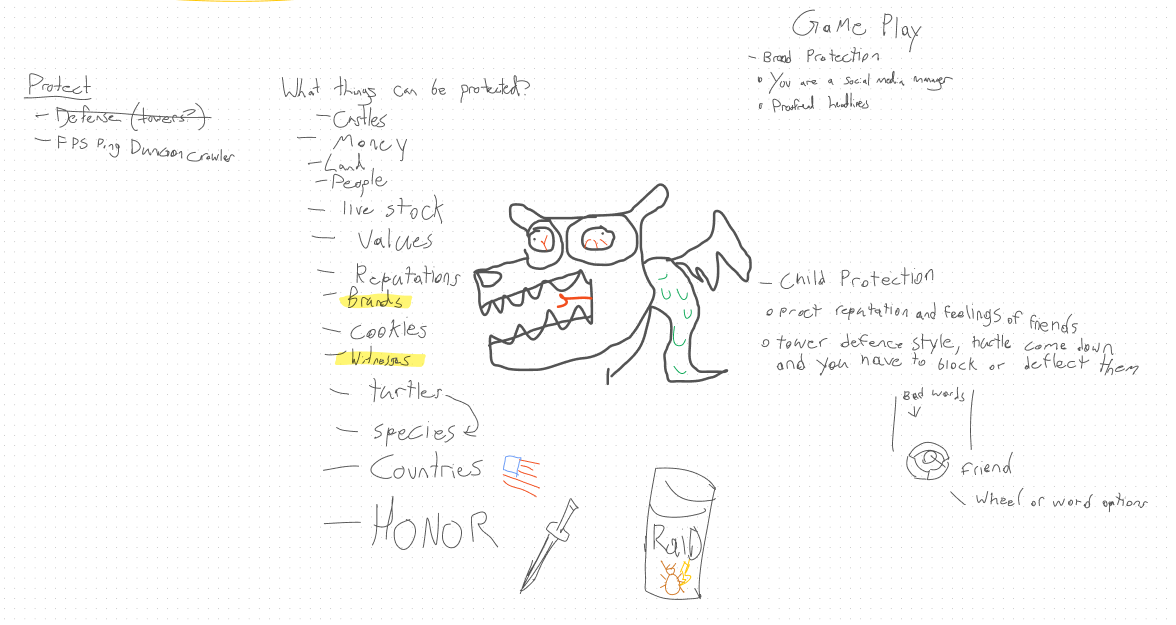 Protect
- Defense (towers?)
- FPS Ping Dungeon Crawler
What things can be protected?
- Castles
- Money
- Land
- People
- live stock
- Values
- Reputations
- Brands
- Cookies
- Witnesses
- turtles
- species
- Countries
- HONOR
RAID
Game Play
- Brand Protection
• You are a social media manager
• Proofread headlines
- Child Protection
o protct reputation and feelings of friends
o tower defence style, turtle come down
and you have to block or deflect them
Bad words
friend
\ Wheel of word options